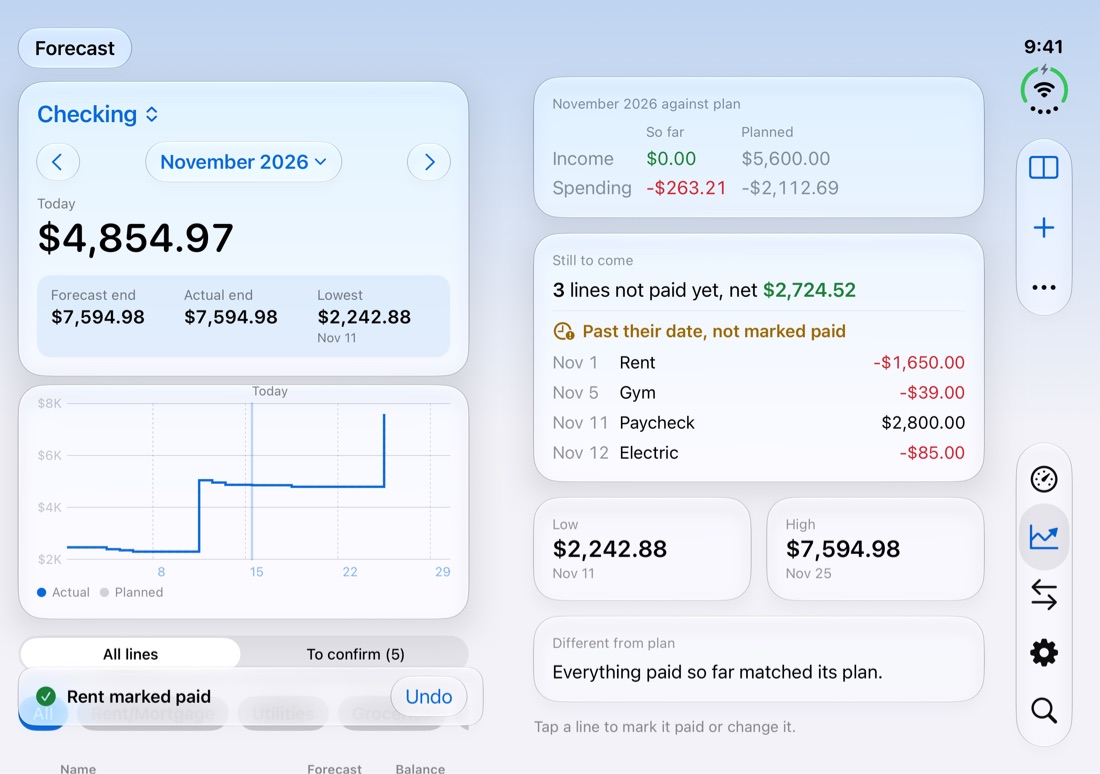 Forecast
9:41
Checking
November 2026
Today
$4,854.97
Forecast end
$7,594.98
Actual end
$7,594.98
Lowest
$2,242.88
Nov 11
Today
$8K
$6K
$4K
$2K
8
15
22
29
Actual
Planned
All lines
To confirm (5)
Rent marked paid
Undo
All
Rent/Mortgage
Utilities
Name
Forecast
Balance
November 2026 against plan
So far
Planned
Income
$0.00
$5,600.00
Spending
-$263.21
-$2,112.69
Still to come
3 lines not paid yet, net $2,724.52
Past their date, not marked paid
Nov 1 Rent -$1,650.00
Nov 5 Gym -$39.00
Nov 11 Paycheck $2,800.00
Nov 12 Electric -$85.00
Low
$2,242.88
Nov 11
High
$7,594.98
Nov 25
Different from plan
Everything paid so far matched its plan.
Tap a line to mark it paid or change it.